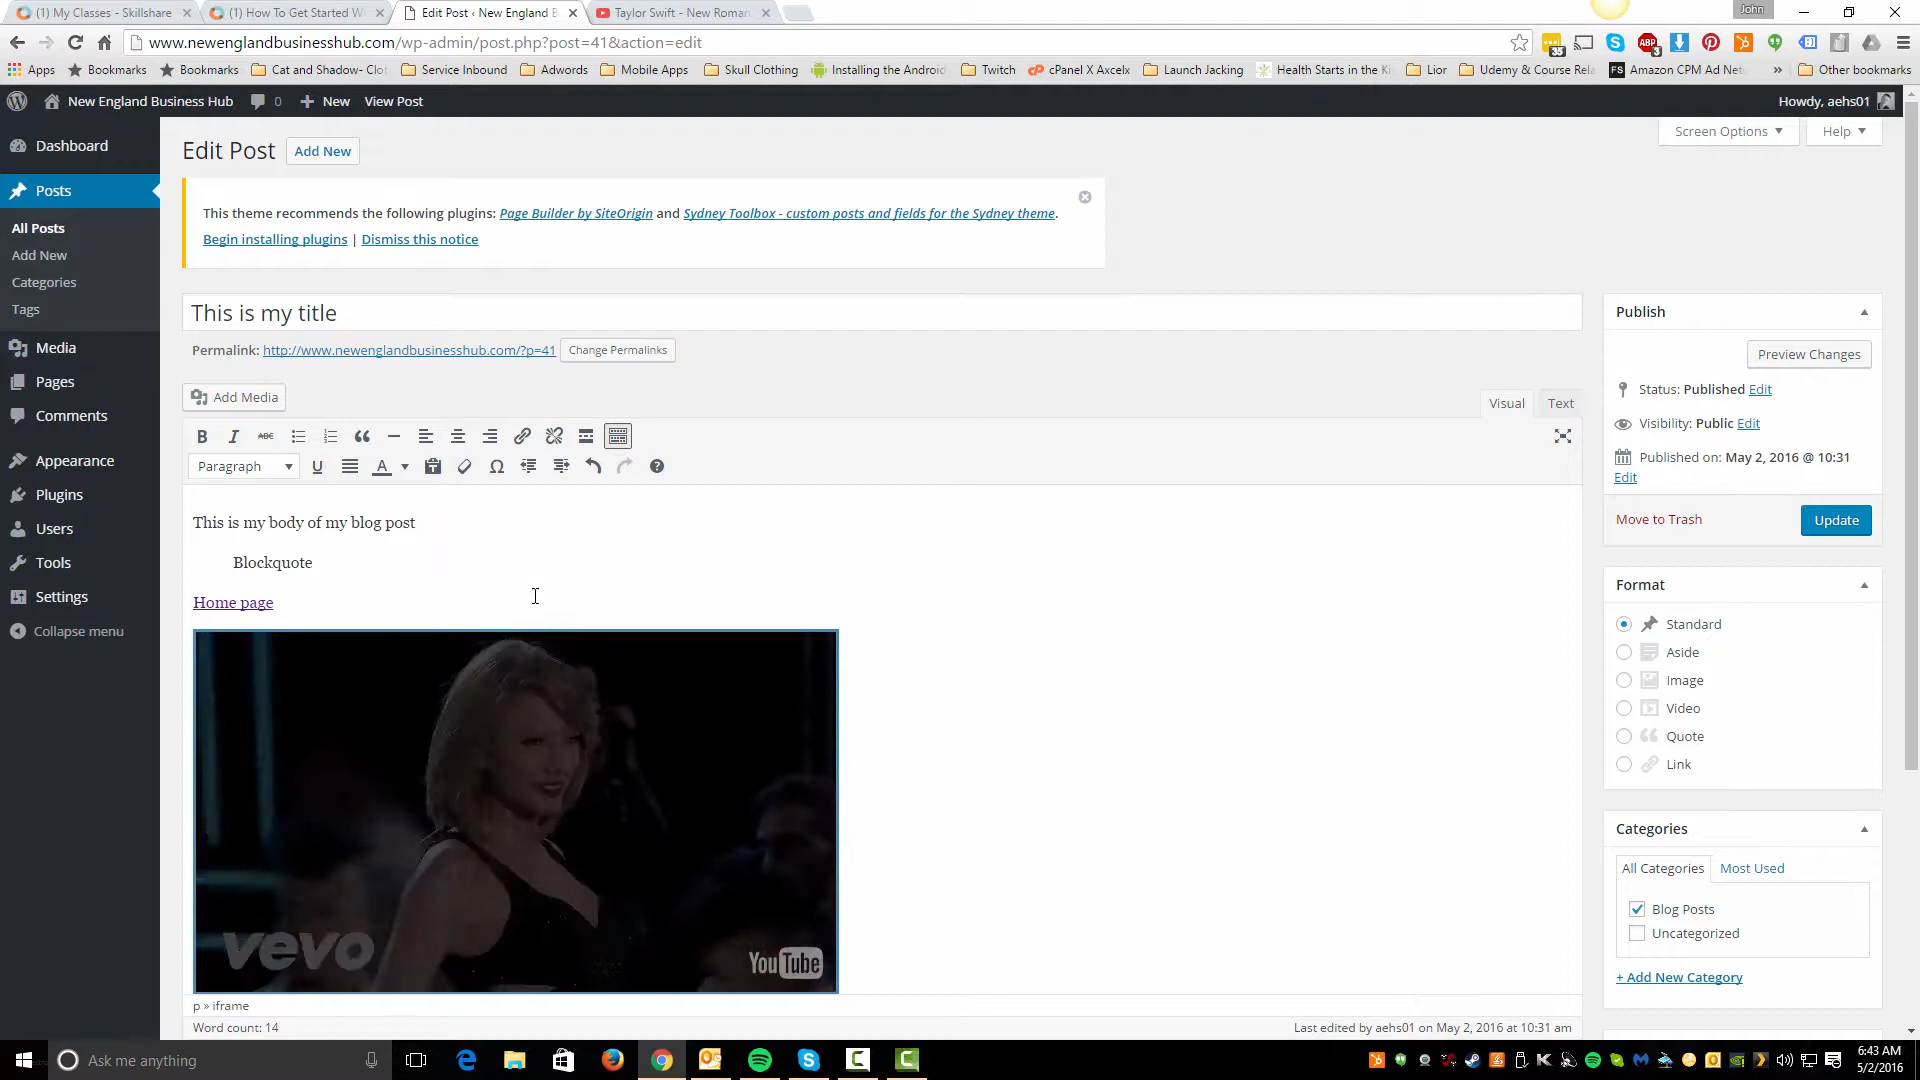 (1) My Classes - Skillshare
(1) How To Get Started W
Edit Post ‹ New England B
Taylor Swift - New Roman
John
www.newenglandbusinesshub.com/wp-admin/post.php?post=41&action=edit
Apps
Bookmarks
Bookmarks
Cat and Shadow- Clot
Service Inbound
Adwords
Mobile Apps
Skull Clothing
Installing the Android
Twitch
cPanel X Axcelx
Launch Jacking
Health Starts in the Ki
Lior
Udemy & Course Rela
FS Amazon CPM Ad Net
» Other bookmarks
New England Business Hub
0
New
View Post
Howdy, aehs01
Dashboard
Posts
All Posts
Add New
Categories
Tags
Media
Pages
Comments
Appearance
Plugins
Users
Tools
Settings
Collapse menu
Screen Options
Help
Edit Post
Add New
This theme recommends the following plugins: Page Builder by SiteOrigin and Sydney Toolbox - custom posts and fields for the Sydney theme.
Begin installing plugins | Dismiss this notice
This is my title
Permalink: http://www.newenglandbusinesshub.com/?p=41 Change Permalinks
Add Media
Visual
Text
B I ABC
Paragraph U A Ω
This is my body of my blog post
Blockquote
Home page
vevo
YouTube
p » iframe
Word count: 14
Last edited by aehs01 on May 2, 2016 at 10:31 am
Publish
Preview Changes
Status: Published Edit
Visibility: Public Edit
Published on: May 2, 2016 @ 10:31
Edit
Move to Trash
Update
Format
Standard
Aside
Image
Video
Quote
Link
Categories
All Categories
Most Used
Blog Posts
Uncategorized
+ Add New Category
Ask me anything
6:43 AM
5/2/2016